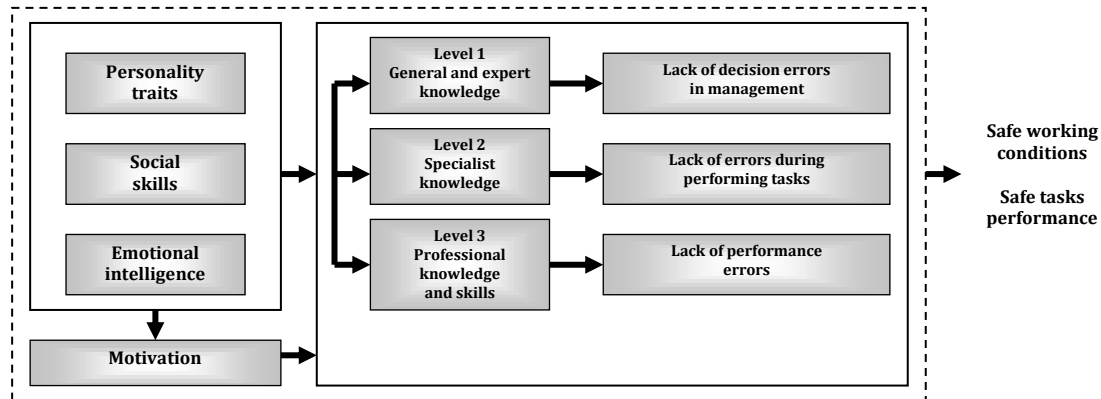 Personality
traits
Social
skills
Emotional
intelligence
Motivation
Level 1
General and expert
knowledge
Lack of decision errors
in management
Level 2
Specialist
knowledge
Lack of errors during
performing tasks
Level 3
Professional
knowledge
and skills
Lack of performance
errors
Safe working
conditions
Safe tasks
performance